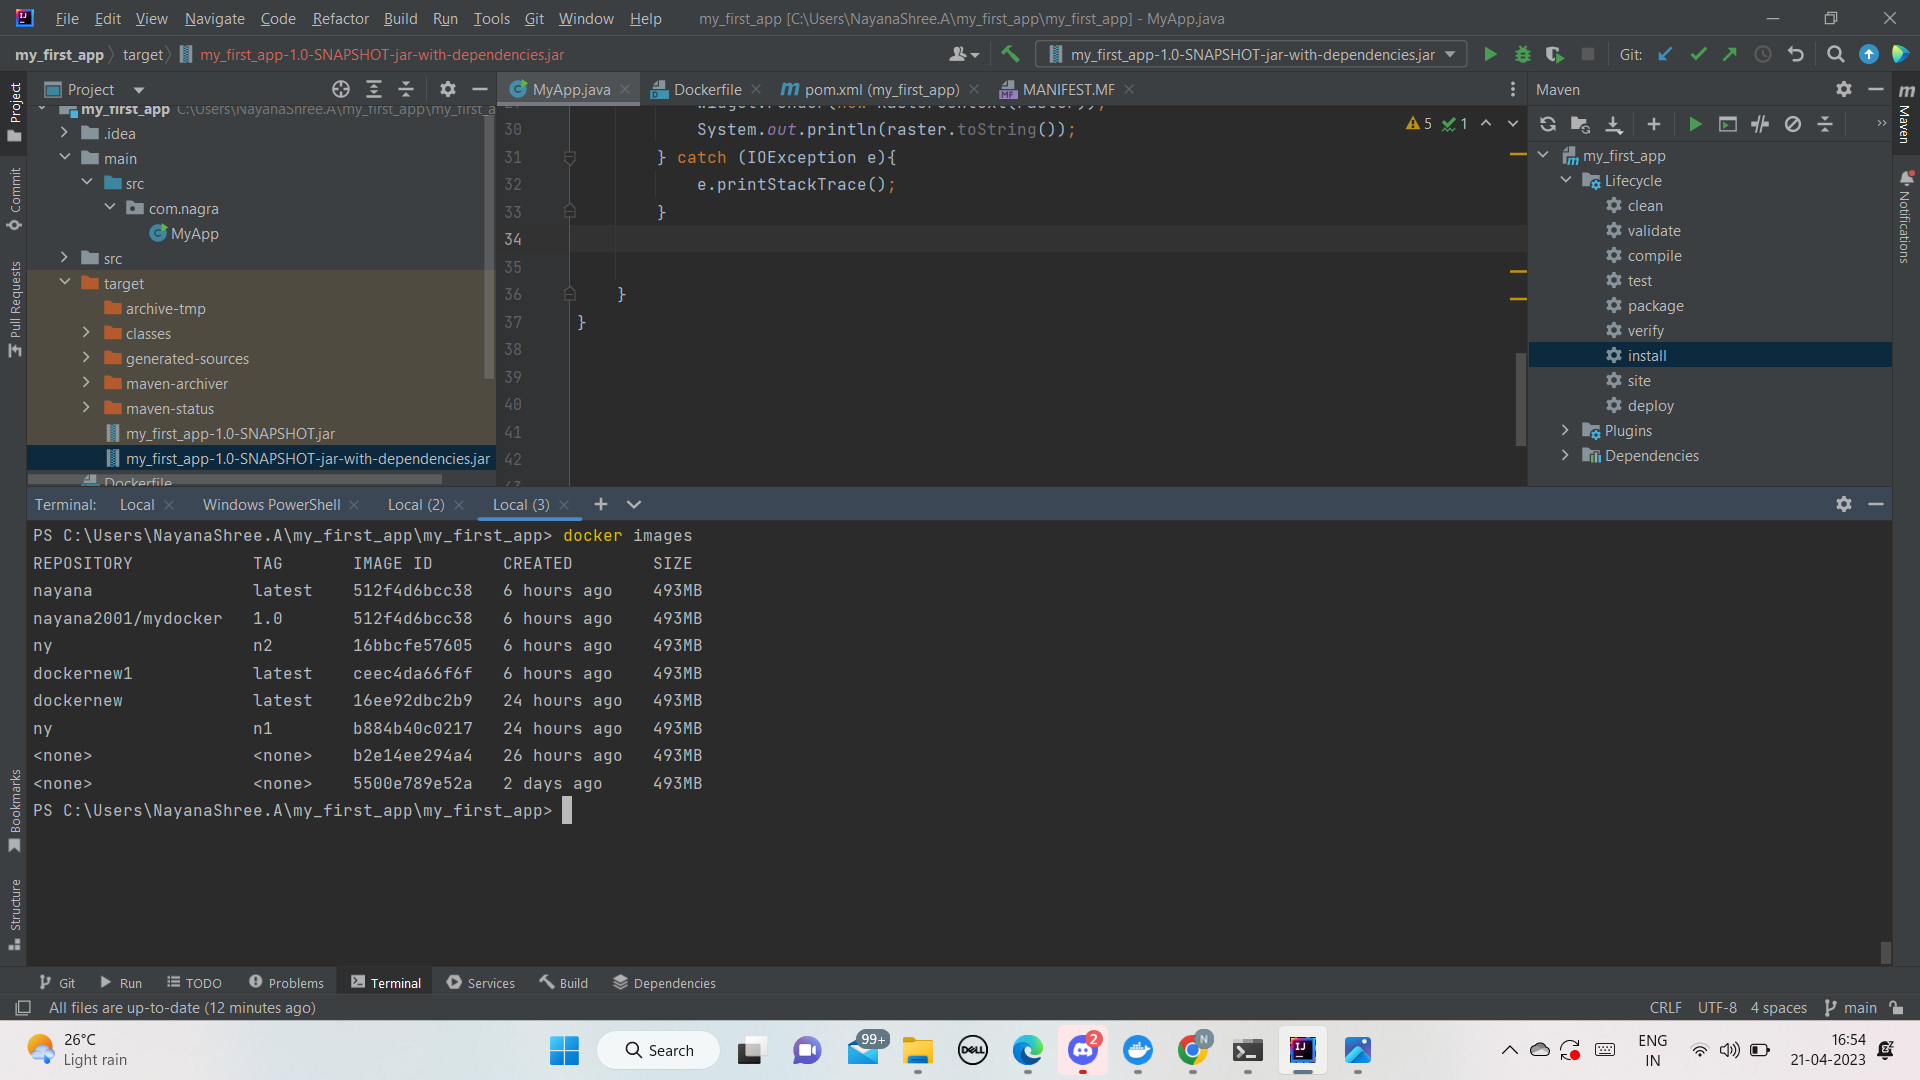 File Edit View Navigate Code Refactor Build Run Tools Git Window Help my_first_app [C:\Users\NayanaShree.A\my_first_app\my_first_app] - MyApp.java
my_first_app target my_first_app-1.0-SNAPSHOT-jar-with-dependencies.jar my_first_app-1.0-SNAPSHOT-jar-with-dependencies.jar Git:
Project
my_first_app C:\Users\NayanaShree.A\my_first_app\my_first_a
.idea
main
src
com.nagra
MyApp
src
target
archive-tmp
classes
generated-sources
maven-archiver
maven-status
my_first_app-1.0-SNAPSHOT.jar
my_first_app-1.0-SNAPSHOT-jar-with-dependencies.jar
Dockerfile
Project
Commit
Pull Requests
Bookmarks
Structure
MyApp.java Dockerfile pom.xml (my_first_app) MANIFEST.MF
widget.render(new RasterContext(raster));
30 System.out.println(raster.toString());
31 } catch (IOException e){
32 e.printStackTrace();
33 }
34
35
36 }
37 }
38
39
40
41
42
5 1
Maven
my_first_app
Lifecycle
clean
validate
compile
test
package
verify
install
site
deploy
Plugins
Dependencies
Maven
Notifications
Terminal: Local Windows PowerShell Local (2) Local (3)
PS C:\Users\NayanaShree.A\my_first_app\my_first_app> docker images
REPOSITORY TAG IMAGE ID CREATED SIZE
nayana latest 512f4d6bcc38 6 hours ago 493MB
nayana2001/mydocker 1.0 512f4d6bcc38 6 hours ago 493MB
ny n2 16bbcfe57605 6 hours ago 493MB
dockernew1 latest ceec4da66f6f 6 hours ago 493MB
dockernew latest 16ee92dbc2b9 24 hours ago 493MB
ny n1 b884b40c0217 24 hours ago 493MB
<none> <none> b2e14ee294a4 26 hours ago 493MB
<none> <none> 5500e789e52a 2 days ago 493MB
PS C:\Users\NayanaShree.A\my_first_app\my_first_app>
Git Run TODO Problems Terminal Services Build Dependencies
All files are up-to-date (12 minutes ago) CRLF UTF-8 4 spaces main
26°C
Light rain
Search
99+
DELL
2
N
ENG
IN
16:54
21-04-2023